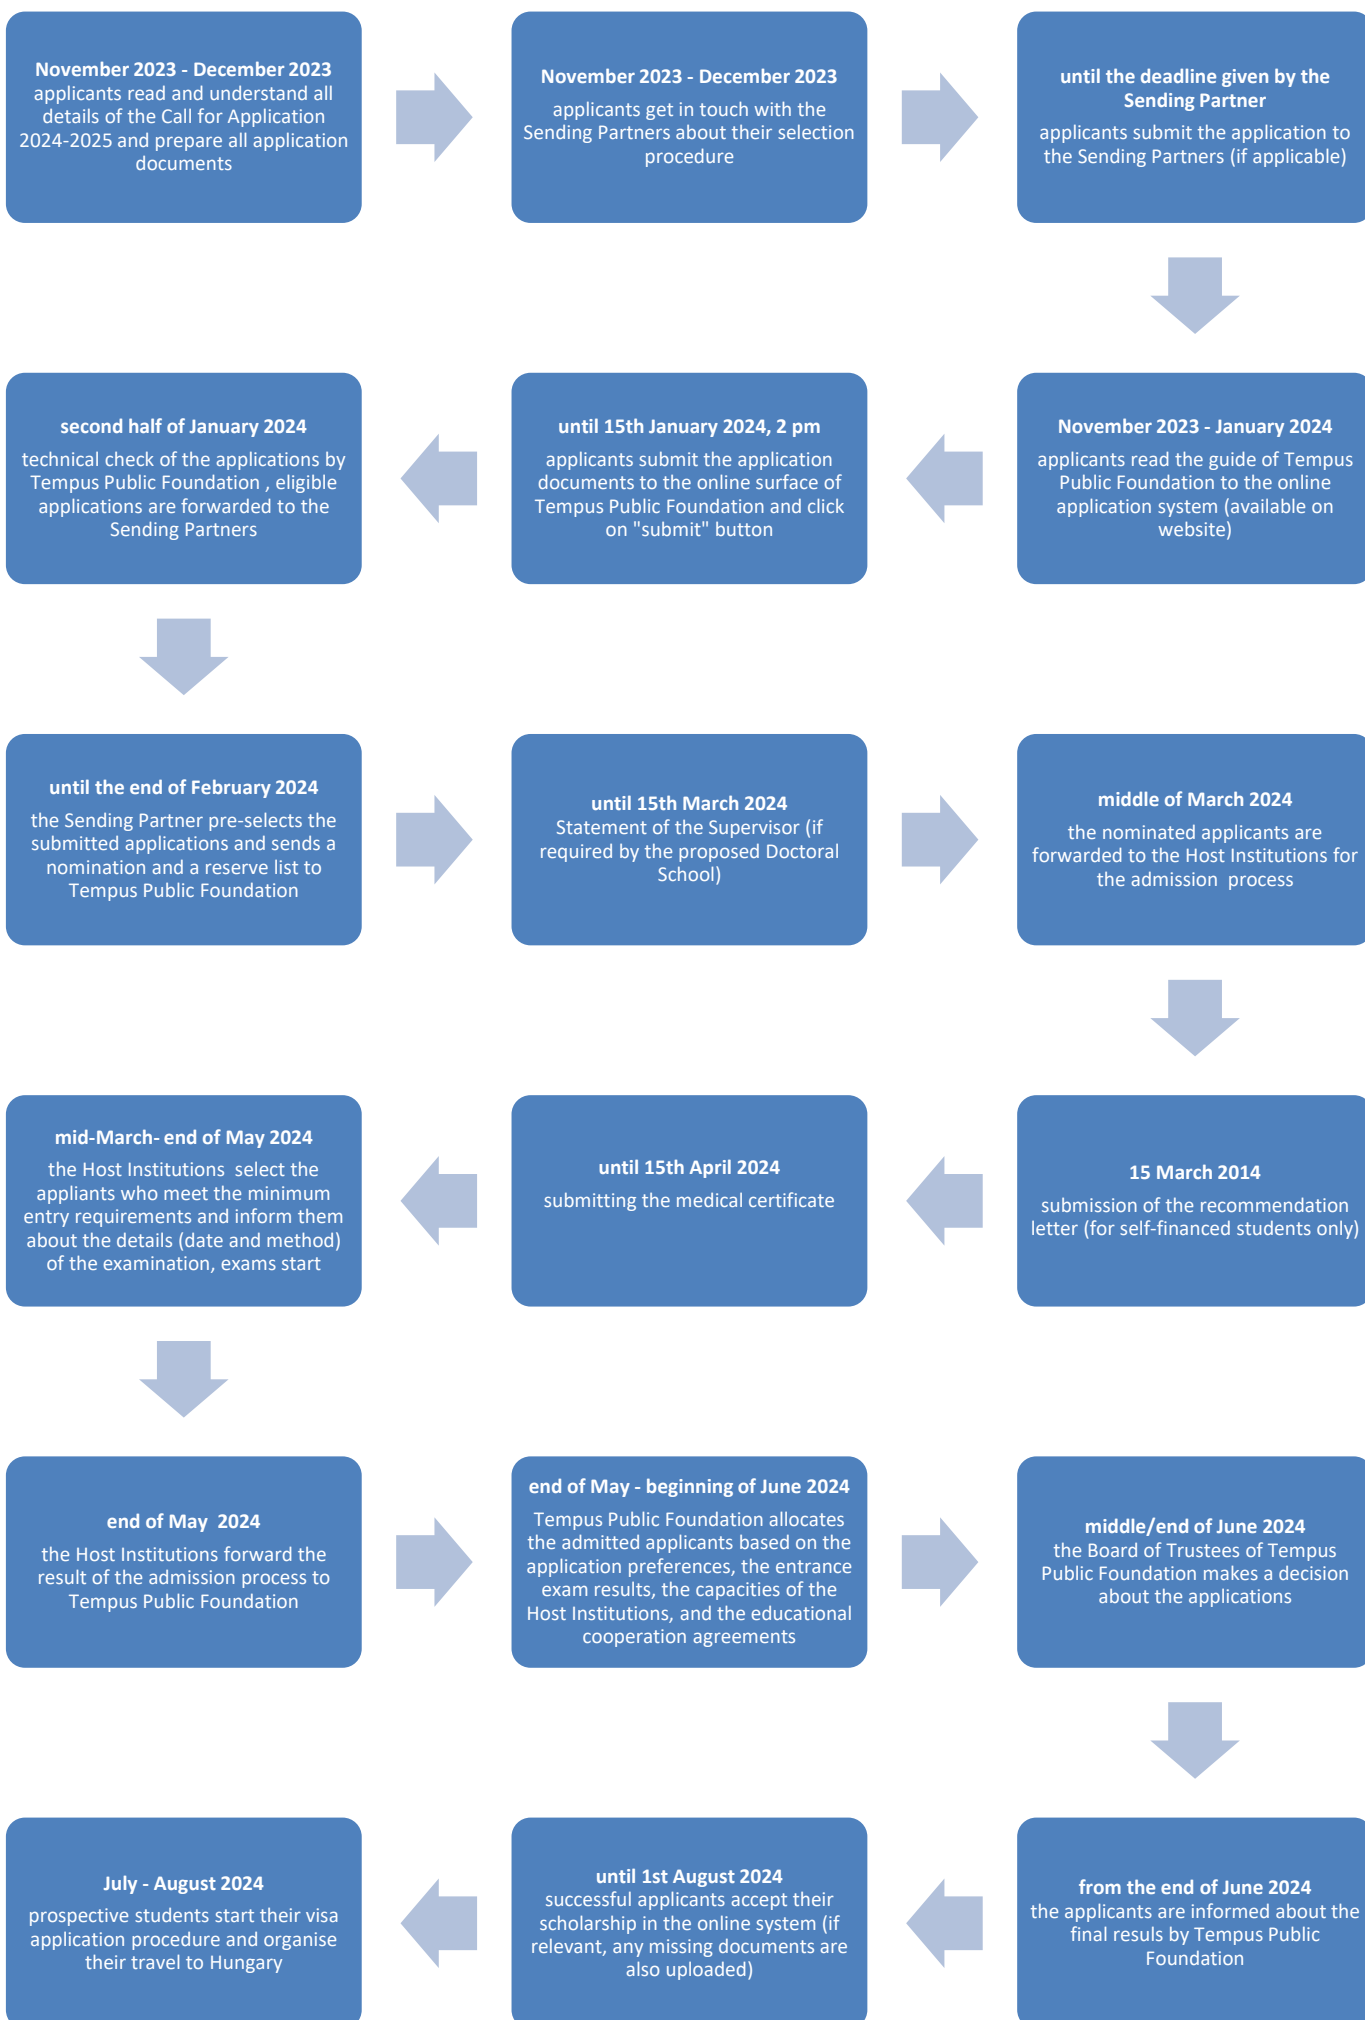 November 2023 - December 2023
applicants read and understand all
details of the Call for Application
2024-2025 and prepare all application
documents
November 2023 - December 2023
applicants get in touch with the
Sending Partners about their selection
procedure
until the deadline given by the
Sending Partner
applicants submit the application to
the Sending Partners (if applicable)
November 2023 - January 2024
applicants read the guide of Tempus
Public Foundation to the online
application system (available on
website)
until 15th January 2024, 2 pm
applicants submit the application
documents to the online surface of
Tempus Public Foundation and click
on "submit" button
second half of January 2024
technical check of the applications by
Tempus Public Foundation , eligible
applications are forwarded to the
Sending Partners
until the end of February 2024
the Sending Partner pre-selects the
submitted applications and sends a
nomination and a reserve list to
Tempus Public Foundation
until 15th March 2024
Statement of the Supervisor (if
required by the proposed Doctoral
School)
middle of March 2024
the nominated applicants are
forwarded to the Host Institutions for
the admission  process
15 March 2014
submission of the recommendation
letter (for self-financed students only)
until 15th April 2024
submitting the medical certificate
mid-March- end of May 2024
the Host Institutions  select the
appliants who meet the minimum
entry requirements and inform them
about the details (date and method)
of the examination, exams start
end of May  2024
the Host Institutions forward the
result of the admission process to
Tempus Public Foundation
end of May - beginning of June 2024
Tempus Public Foundation allocates
the admitted applicants based on the
application preferences, the entrance
exam results, the capacities of the
Host Institutions, and the educational
cooperation agreements
middle/end of June 2024
the Board of Trustees of Tempus
Public Foundation makes a decision
about the applications
from the end of June 2024
the applicants are informed about the
final resuls by Tempus Public
Foundation
until 1st August 2024
successful applicants accept their
scholarship in the online system (if
relevant, any missing documents are
also uploaded)
July - August 2024
prospective students start their visa
application procedure and organise
their travel to Hungary